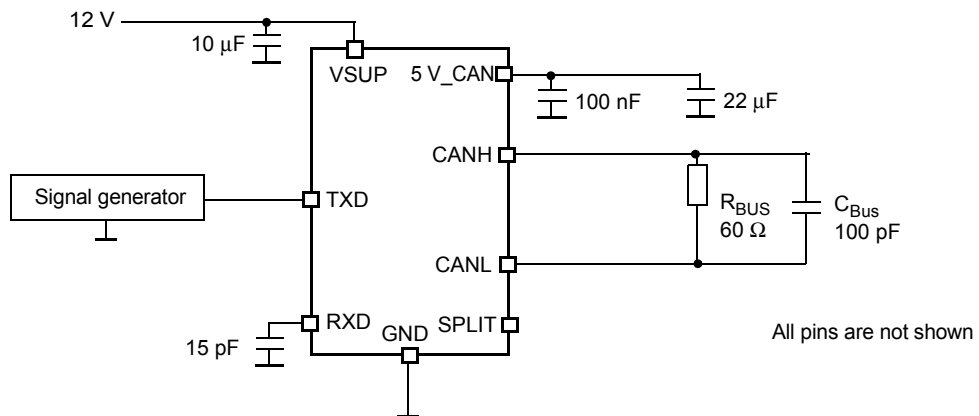 12 V
10 μF
VSUP
5 V_CAN
100 nF
22 μF
CANH
Signal generator
TXD
R_BUS
60 Ω
C_Bus
100 pF
CANL
RXD
GND
SPLIT
15 pF
All pins are not shown